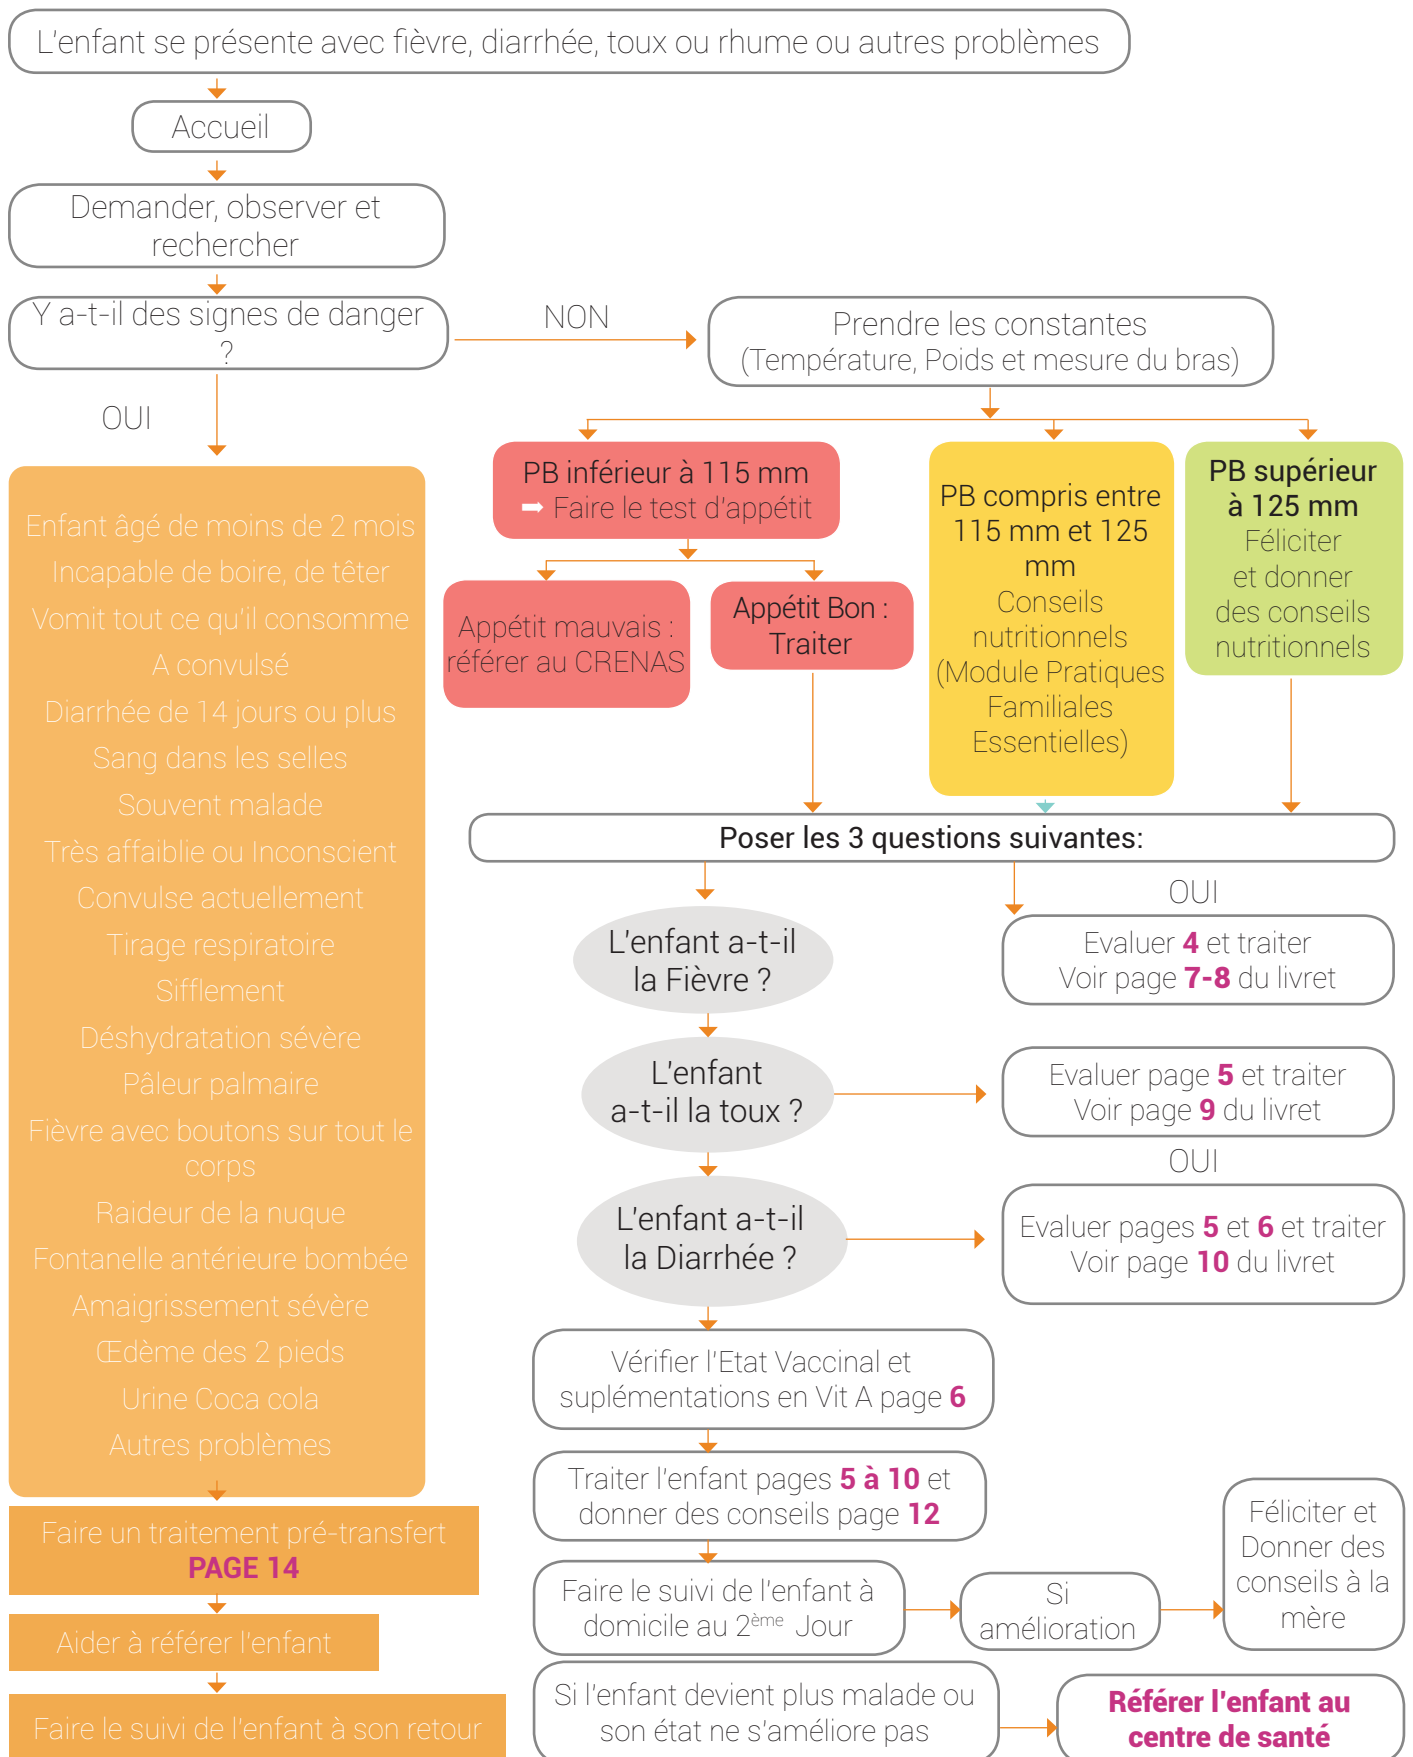 L'enfant se présente avec fièvre, diarrhée, toux ou rhume ou autres problèmes
Accueil
Demander, observer et
rechercher
Y a-t-il des signes de danger
?
NON
Prendre les constantes
(Température, Poids et mesure du bras)
OUI
Enfant âgé de moins de 2 mois
Incapable de boire, de têter
Vomit tout ce qu'il consomme
A convulsé
Diarrhée de 14 jours ou plus
Sang dans les selles
Souvent malade
Très affaiblie ou Inconscient
Convulse actuellement
Tirage respiratoire
Sifflement
Déshydratation sévère
Pâleur palmaire
Fièvre avec boutons sur tout le
corps
Raideur de la nuque
Fontanelle antérieure bombée
Amaigrissement sévère
Œdème des 2 pieds
Urine Coca cola
Autres problèmes
Faire un traitement pré-transfert
PAGE 14
Aider à référer l'enfant
Faire le suivi de l'enfant à son retour
PB inférieur à 115 mm
➡ Faire le test d'appétit
Appétit mauvais :
référer au CRENAS
Appétit Bon :
Traiter
PB compris entre
115 mm et 125
mm
Conseils
nutritionnels
(Module Pratiques
Familiales
Essentielles)
PB supérieur
à 125 mm
Féliciter
et donner
des conseils
nutritionnels
Poser les 3 questions suivantes:
L'enfant a-t-il
la Fièvre ?
OUI
Evaluer 4 et traiter
Voir page 7-8 du livret
L'enfant
a-t-il la toux ?
Evaluer page 5 et traiter
Voir page 9 du livret
OUI
L'enfant a-t-il
la Diarrhée ?
Evaluer pages 5 et 6 et traiter
Voir page 10 du livret
Vérifier l'Etat Vaccinal et
suplémentations en Vit A page 6
Traiter l'enfant pages 5 à 10 et
donner des conseils page 12
Faire le suivi de l'enfant à
domicile au 2ème Jour
Si
amélioration
Féliciter et
Donner des
conseils à la
mère
Si l'enfant devient plus malade ou
son état ne s'améliore pas
Référer l'enfant au
centre de santé